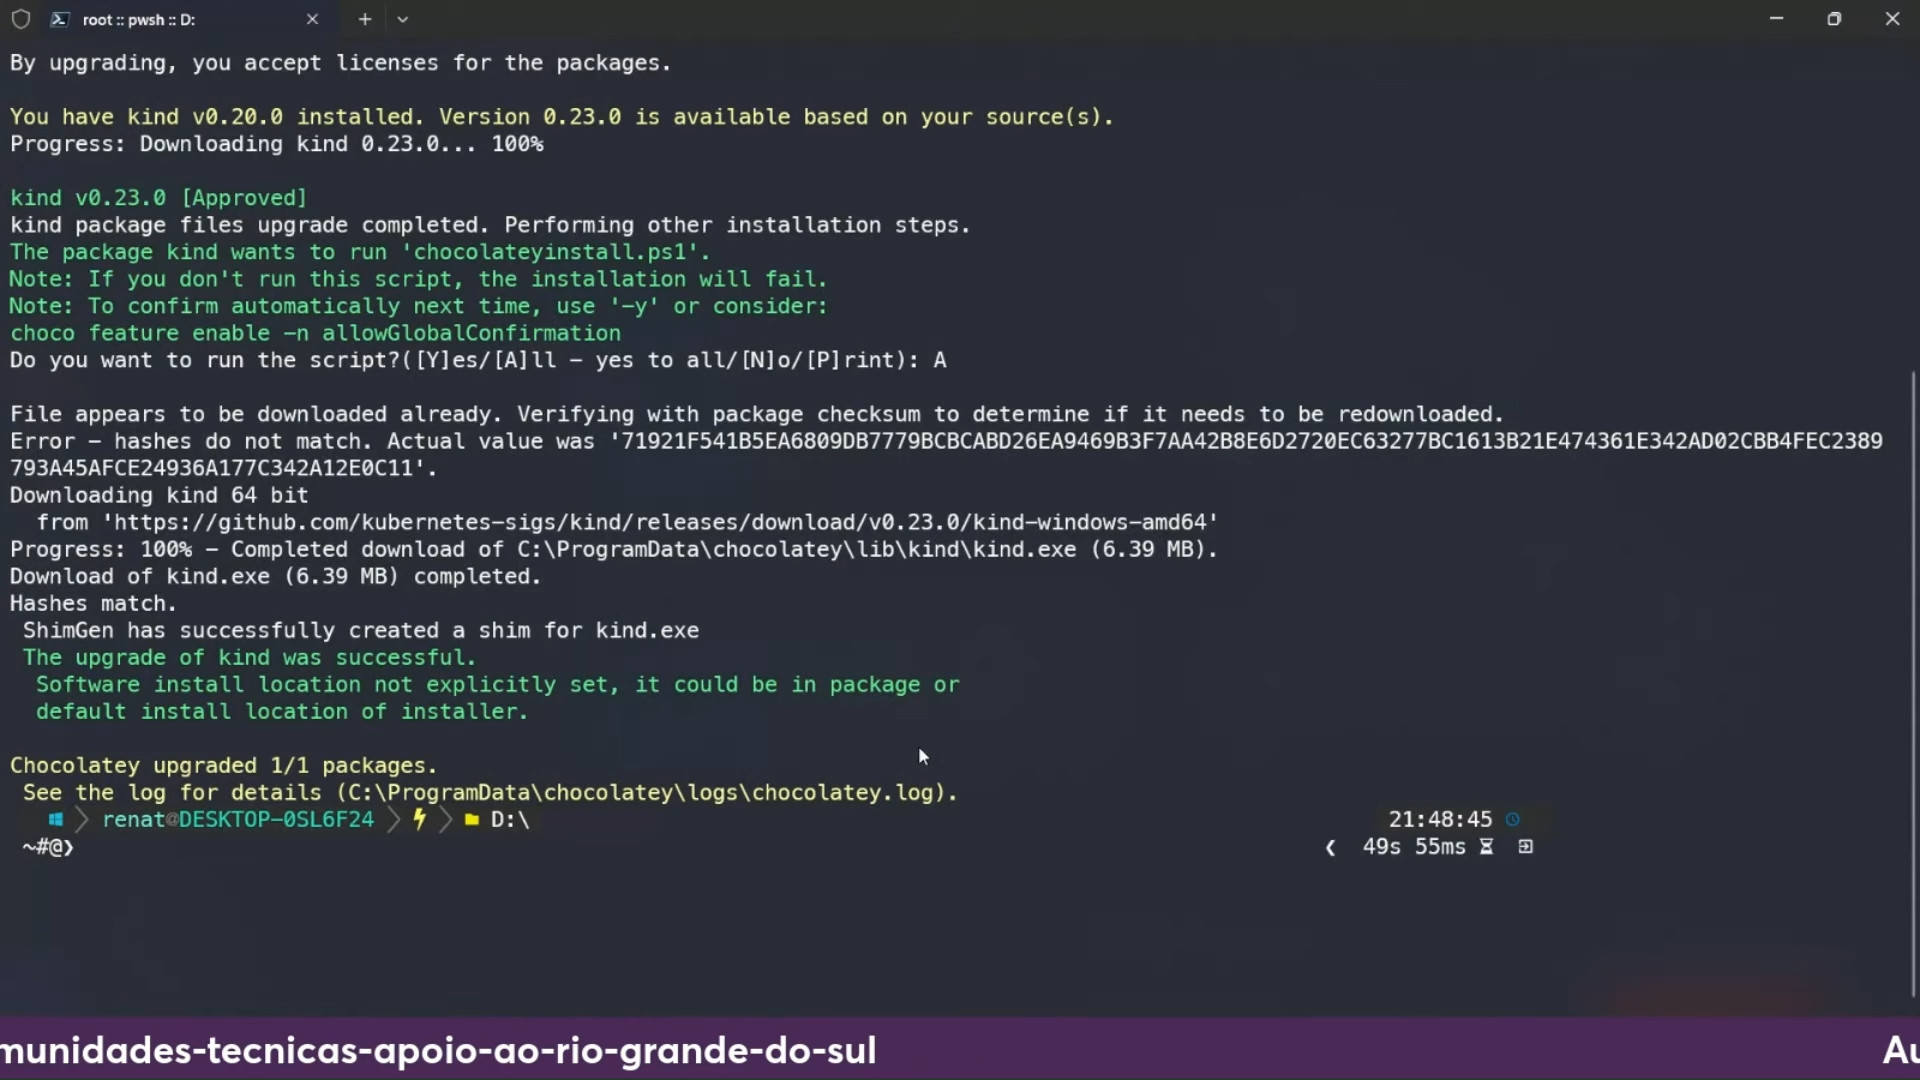 root :: pwsh :: D:
By upgrading, you accept licenses for the packages.
You have kind v0.20.0 installed. Version 0.23.0 is available based on your source(s).
Progress: Downloading kind 0.23.0... 100%
kind v0.23.0 [Approved]
kind package files upgrade completed. Performing other installation steps.
The package kind wants to run 'chocolateyinstall.ps1'.
Note: If you don't run this script, the installation will fail.
Note: To confirm automatically next time, use '-y' or consider:
choco feature enable -n allowGlobalConfirmation
Do you want to run the script?([Y]es/[A]ll - yes to all/[N]o/[P]rint): A
File appears to be downloaded already. Verifying with package checksum to determine if it needs to be redownloaded.
Error - hashes do not match. Actual value was '71921F541B5EA6809DB7779BCBCABD26EA9469B3F7AA42B8E6D2720EC63277BC1613B21E474361E342AD02CBB4FEC2389
793A45AFCE24936A177C342A12E0C11'.
Downloading kind 64 bit
from 'https://github.com/kubernetes-sigs/kind/releases/download/v0.23.0/kind-windows-amd64'
Progress: 100% - Completed download of C:\ProgramData\chocolatey\lib\kind\kind.exe (6.39 MB).
Download of kind.exe (6.39 MB) completed.
Hashes match.
ShimGen has successfully created a shim for kind.exe
The upgrade of kind was successful.
Software install location not explicitly set, it could be in package or
default install location of installer.
Chocolatey upgraded 1/1 packages.
See the log for details (C:\ProgramData\chocolatey\logs\chocolatey.log).
renat@DESKTOP-0SL6F24 D:\ 21:48:45
~#@❯ ❮ 49s 55ms
munidades-tecnicas-apoio-ao-rio-grande-do-sul Au